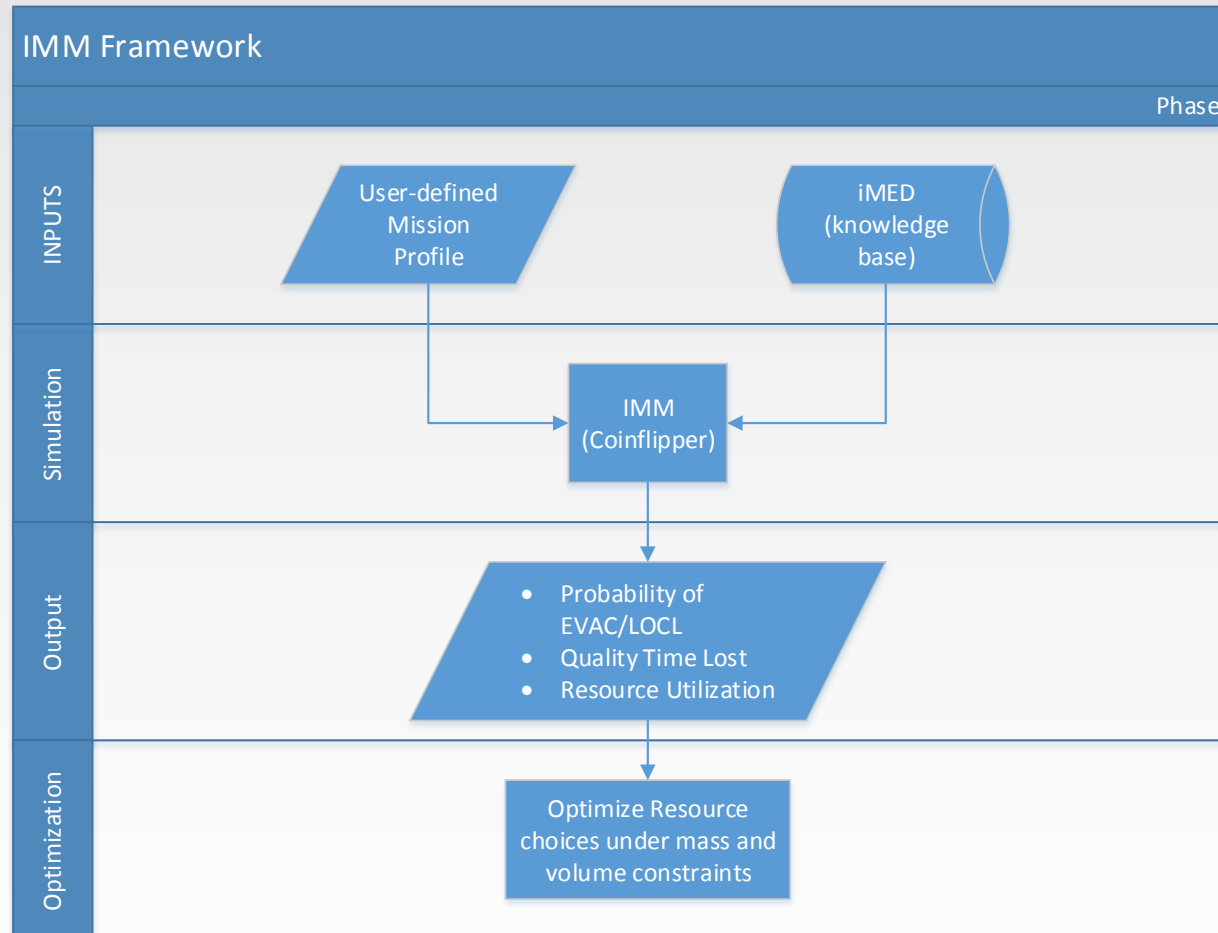 IMM Framework
Phase
INPUTS
User-defined
Mission
Profile
iMED
(knowledge
base)
Simulation
IMM
(Coinflipper)
Output
• Probability of
EVAC/LOCL
• Quality Time Lost
• Resource Utilization
Optimization
Optimize Resource
choices under mass and
volume constraints